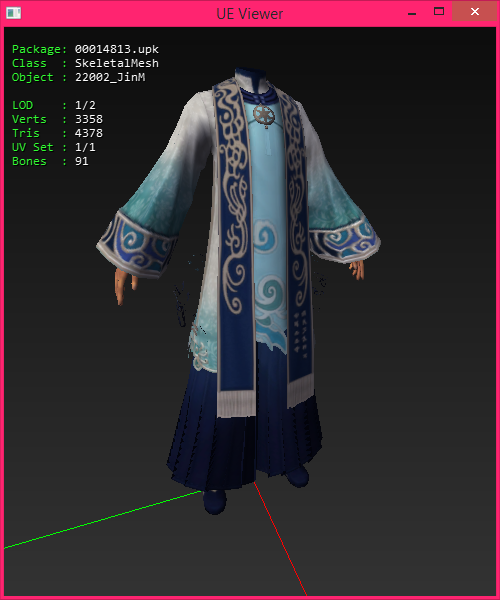 UE Viewer
Package: 00014813.upk
Class : SkeletalMesh
Object : 22002_JinM
LOD : 1/2
Verts : 3358
Tris : 4378
UV Set : 1/1
Bones : 91